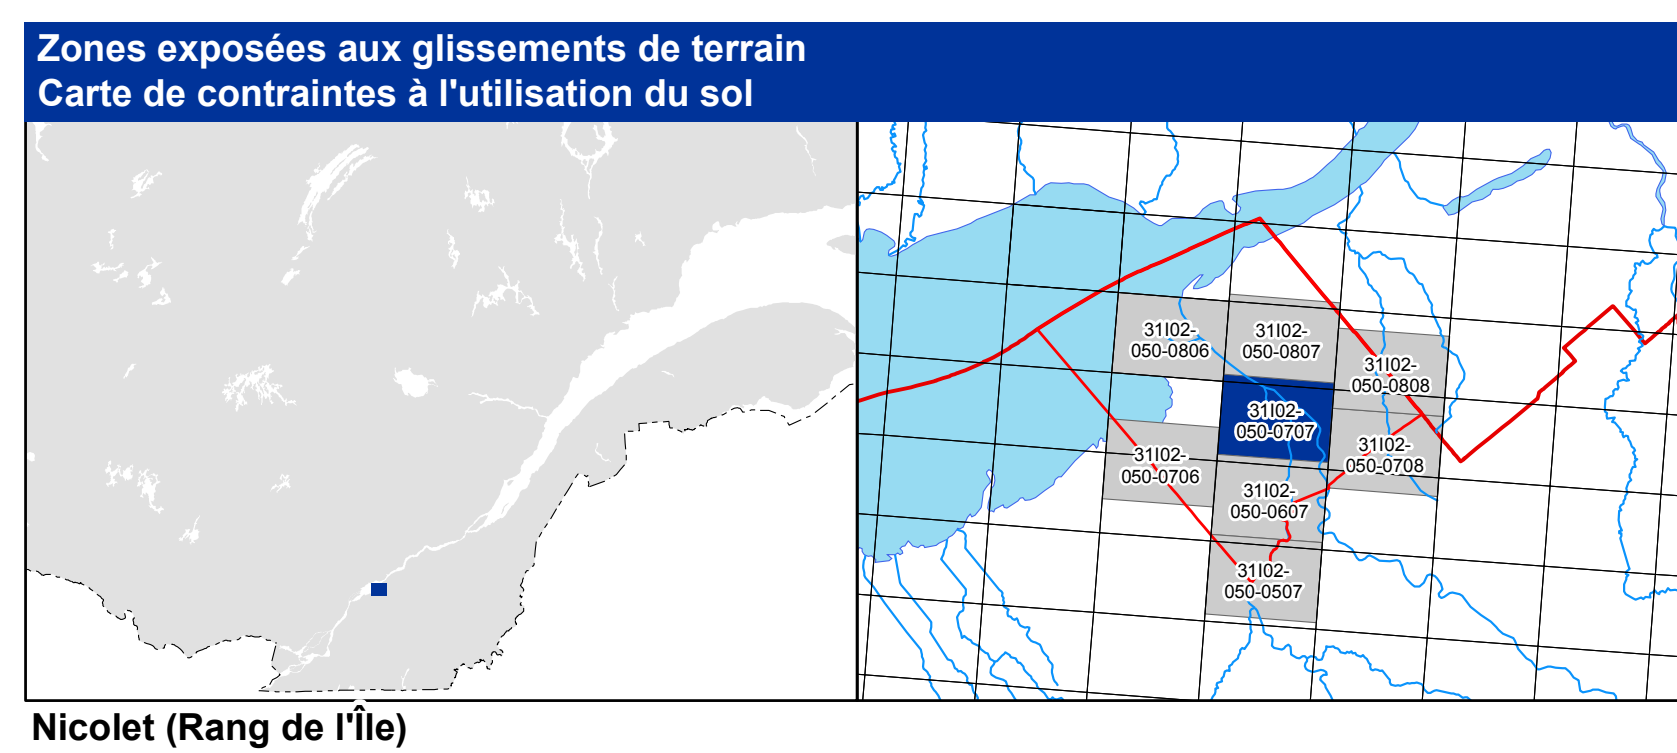 Zones exposées aux glissements de terrain
Carte de contraintes à l'utilisation du sol
31I02-
050-0806
31I02-
050-0807
31I02-
050-0808
31I02-
050-0707
31I02-
050-0708
31I02-
050-0706
31I02-
050-0607
31I02-
050-0507
Nicolet (Rang de l'Île)